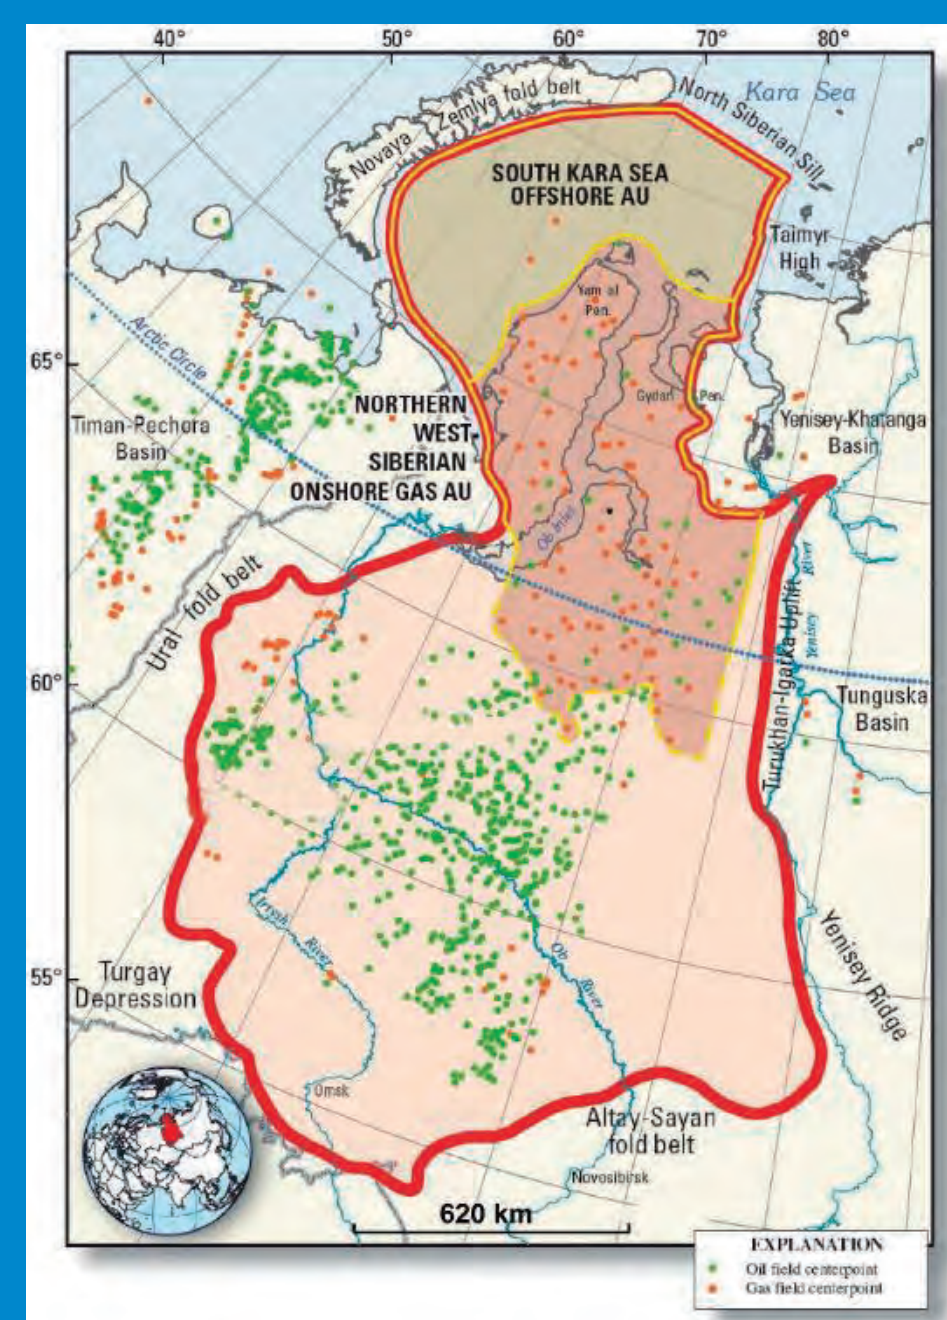 40°
50°
60°
70°
80°
Kara Sea
North Siberian Sill
Novaya Zemlya fold belt
SOUTH KARA SEA
OFFSHORE AU
Taimyr
High
Yam al
Pen.
Arctic Circle
65°
Gydan Pen.
NORTHERN
WEST
SIBERIAN
ONSHORE GAS AU
Timan-Pechora
Basin
Yenisey-Khatanga
Basin
Ural fold belt
Turukhan-Igarka Uplift
Yenisey River
60°
Tunguska
Basin
Irtysh River
Ob River
Yenisey Ridge
55°
Turgay
Depression
Omsk
Altay-Sayan
fold belt
Novosibirsk
620 km
EXPLANATION
Oil field centerpoint
Gas field centerpoint